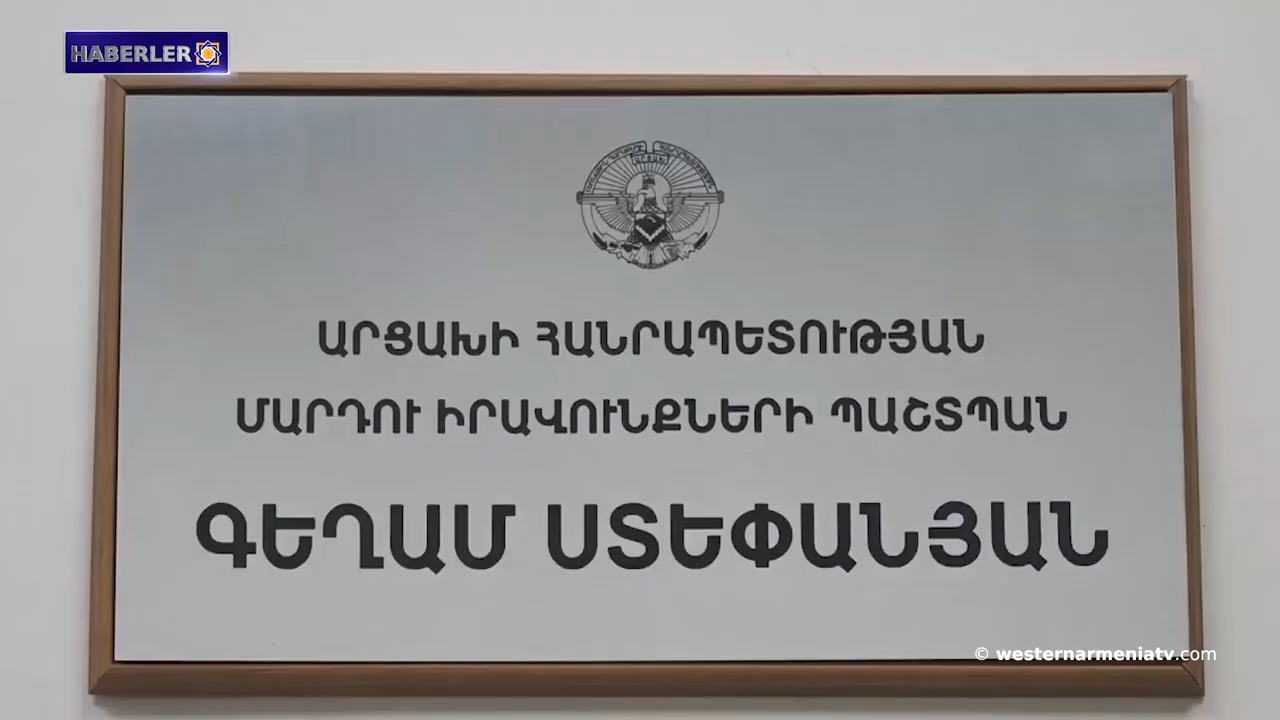 HABERLER
ԱՐՑԱԽԻ ՀԱՆՐԱՊԵՏՈՒԹՅԱՆ
ՄԱՐԴՈՒ ԻՐԱՎՈՒՆՔՆԵՐԻ ՊԱՇՏՊԱՆ
ԳԵՂԱՄ ՍՏԵՓԱՆՅԱՆ
© westernarmeniatv.com